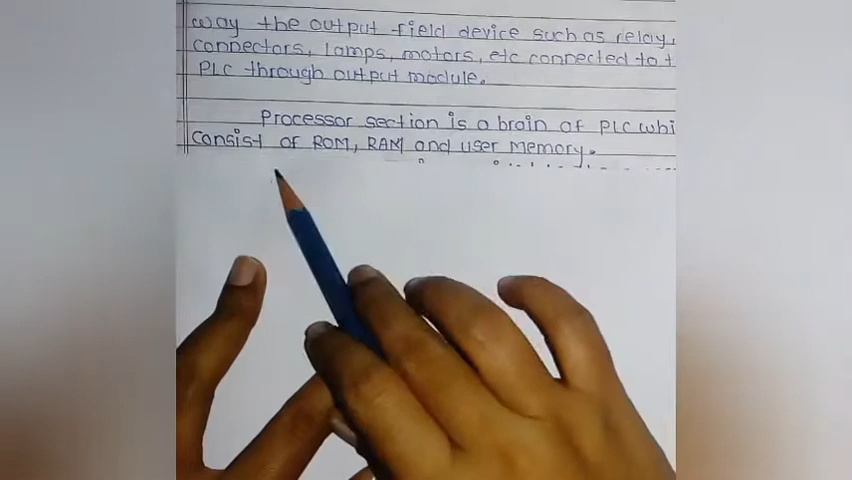 way the output field device such as relay,
connectors, lamps, motors, etc connected to t
PLC through output module.
Processor section is a brain of PLC whi
consist of ROM, RAM and user memory.